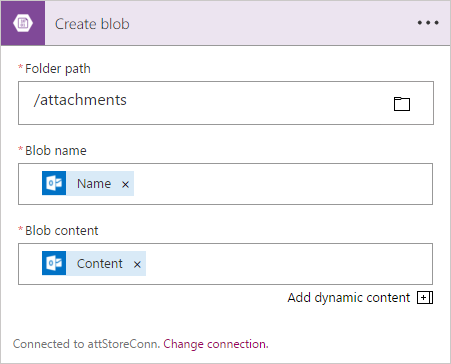 Create blob
*Folder path
/attachments
*Blob name
Name ×
*Blob content
Content ×
Add dynamic content
Connected to attStoreConn. Change connection.